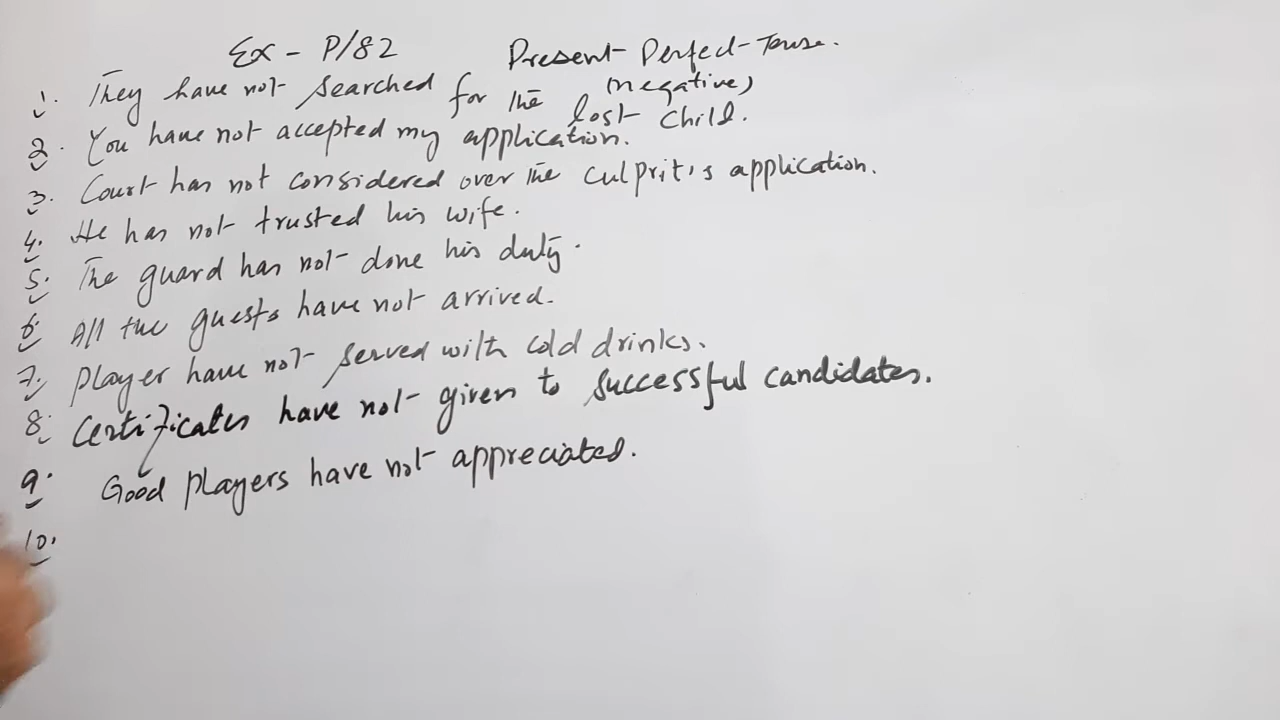 Ex - P/82 Present Perfect Tense.
(negative)
1. They have not searched for the lost child.
2. You have not accepted my application.
3. Court has not considered over the culprit's application.
4. He has not trusted his wife.
5. The guard has not done his duty.
6. All the guests have not arrived.
7. Player have not served with cold drinks.
8. Certificates have not given to successful candidates.
9. Good players have not appreciated.
10.